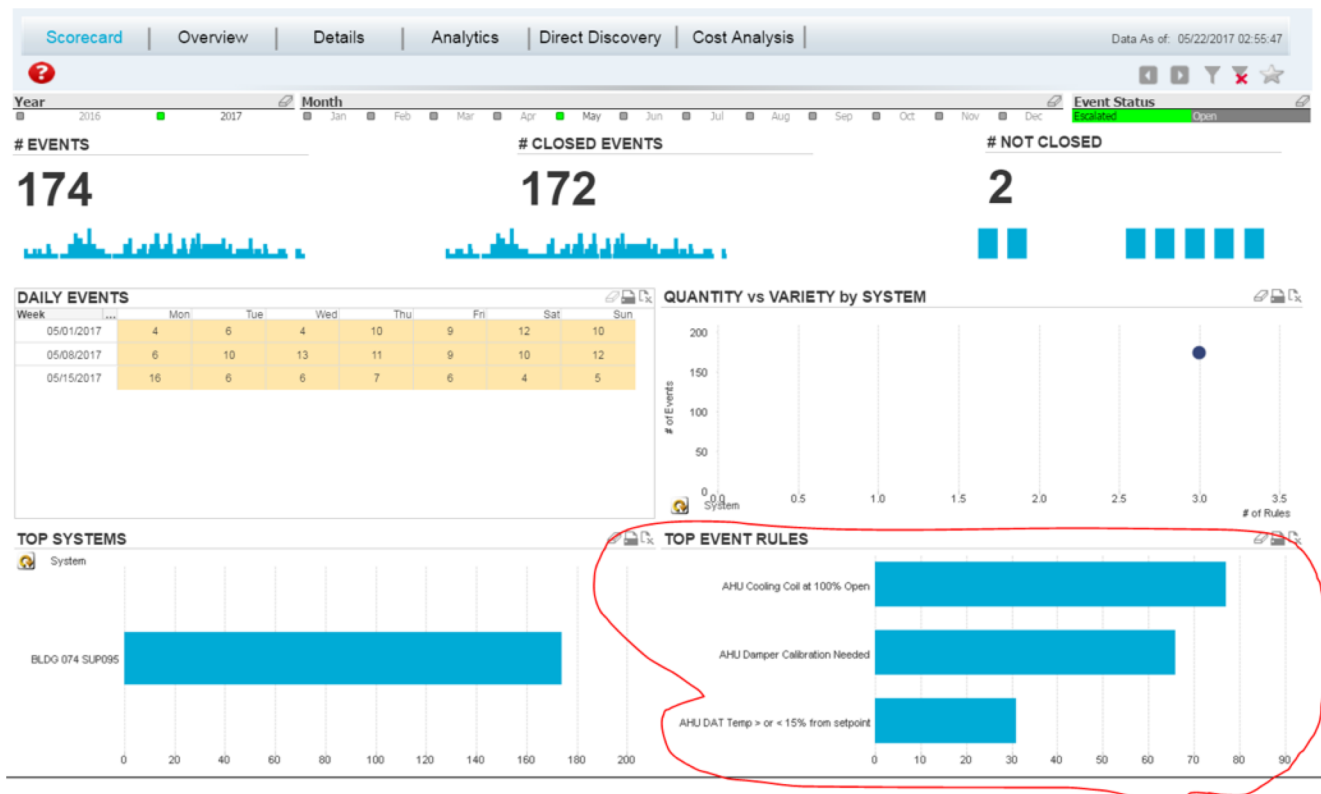 Scorecard | Overview | Details | Analytics | Direct Discovery | Cost Analysis | Data As of: 05/22/2017 02:55:47
?
Year Month Event Status
2016 2017 Jan Feb Mar Apr May Jun Jul Aug Sep Oct Nov Dec Escalated Open
# EVENTS # CLOSED EVENTS # NOT CLOSED
174 172 2
DAILY EVENTS
Week ... Mon Tue Wed Thu Fri Sat Sun
05/01/2017 4 6 4 10 9 12 10
05/08/2017 6 10 13 11 9 10 12
05/15/2017 16 6 6 7 6 4 5
QUANTITY vs VARIETY by SYSTEM
# of Events
200
150
100
50
0
0.0 0.5 1.0 1.5 2.0 2.5 3.0 3.5
System
# of Rules
TOP SYSTEMS
System
BLDG 074 SUP095
0 20 40 60 80 100 120 140 160 180 200
TOP EVENT RULES
AHU Cooling Coil at 100% Open
AHU Damper Calibration Needed
AHU DAT Temp > or < 15% from setpoint
0 10 20 30 40 50 60 70 80 90